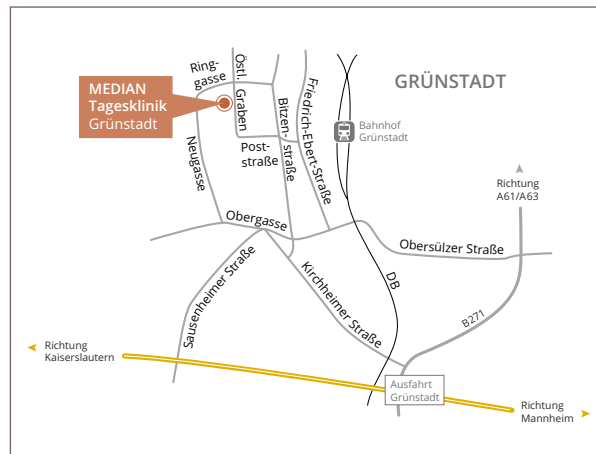 Ring-
gasse
Östl. Graben
MEDIAN
Tagesklinik
Grünstadt
GRÜNSTADT
Friedrich-Ebert-Straße
Bitzen-
straße
Bahnhof
Grünstadt
Post-
straße
Neugasse
Richtung
A61/A63
Obergasse
Obersülzer Straße
Sausenheimer Straße
Kirchheimer Straße
DB
B271
Richtung
Kaiserslautern
Ausfahrt
Grünstadt
Richtung
Mannheim